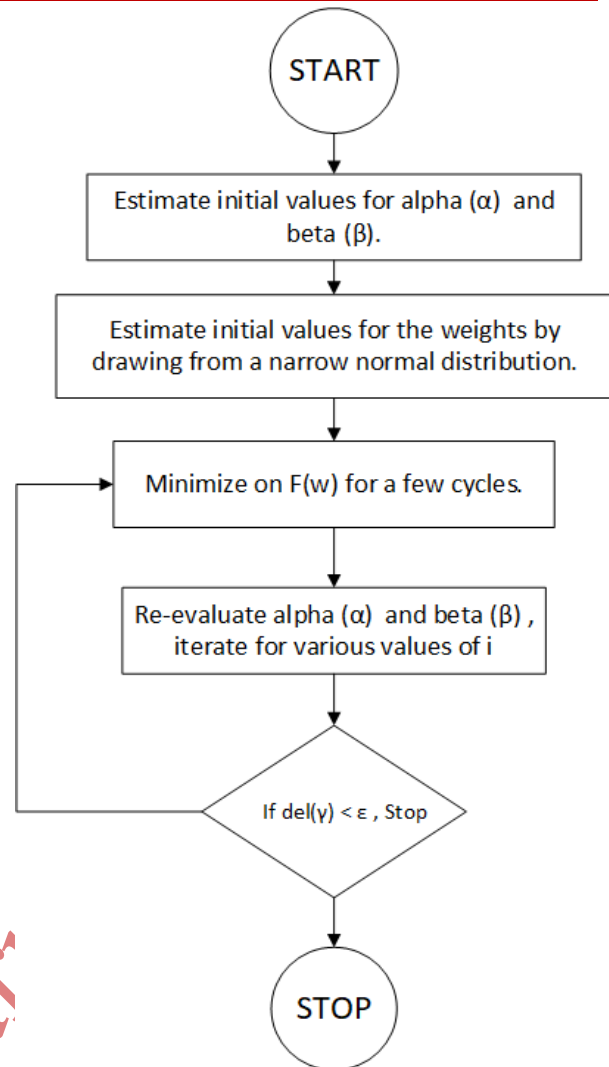 START
Estimate initial values for alpha (α) and
beta (β).
Estimate initial values for the weights by
drawing from a narrow normal distribution.
Minimize on F(w) for a few cycles.
Re-evaluate alpha (α) and beta (β) ,
iterate for various values of i
If del(γ) < ε , Stop
STOP